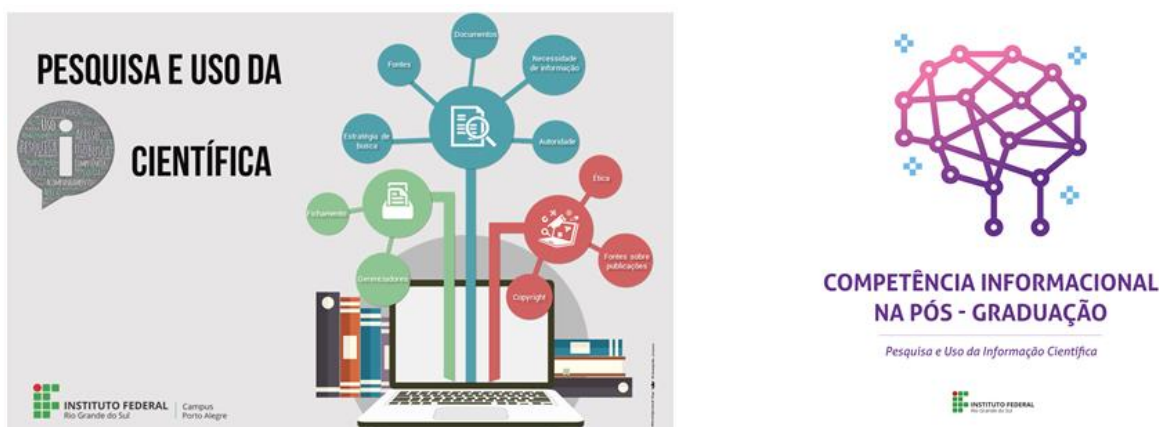 PESQUISA E USO DA
i
CIENTÍFICA
Documentos
Fontes
Necessidade
de informação
Estratégia de
busca
Autoridade
Fichamento
Gerenciadores
Ética
Fontes sobre
publicações
Copyright
INSTITUTO FEDERAL
Rio Grande do Sul
Campus
Porto Alegre
COMPETÊNCIA INFORMACIONAL
NA PÓS - GRADUAÇÃO
Pesquisa e Uso da Informação Científica
INSTITUTO FEDERAL
Rio Grande do Sul